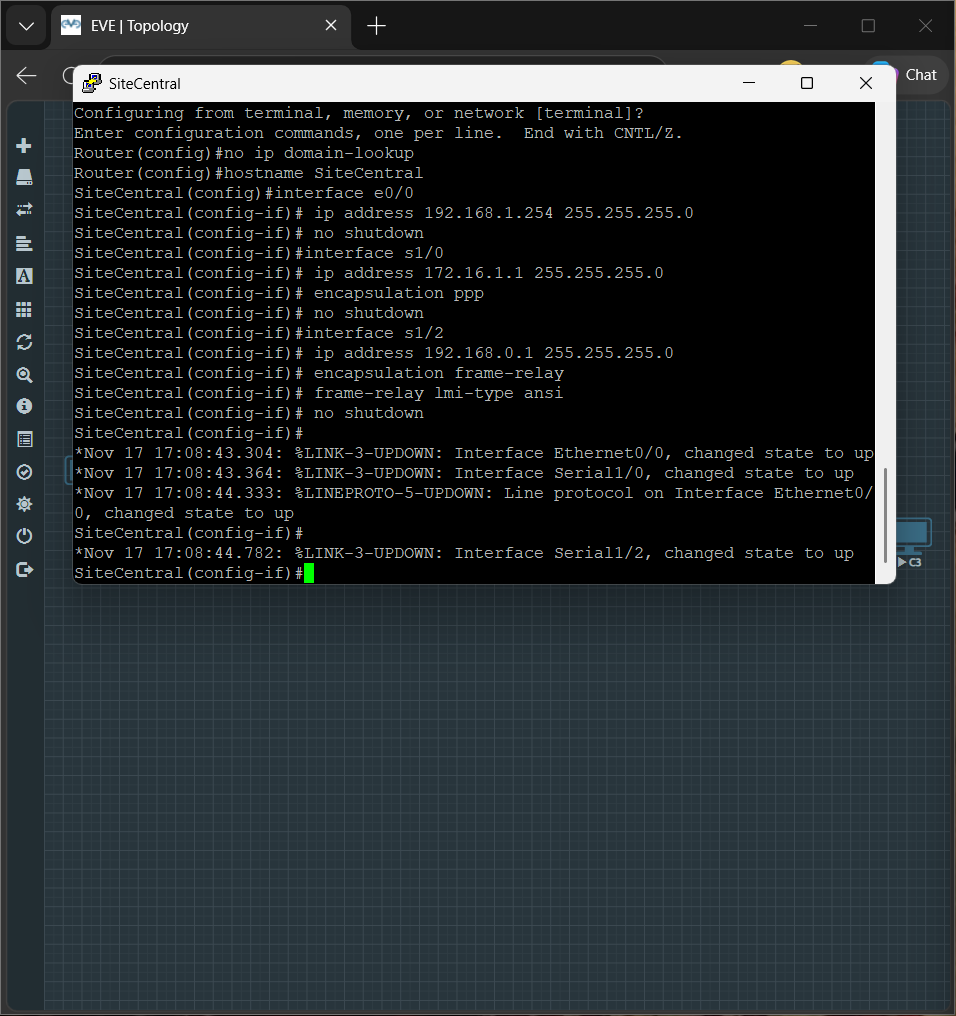 EVE | Topology
Chat
SiteCentral
Configuring from terminal, memory, or network [terminal]?
Enter configuration commands, one per line.  End with CNTL/Z.
Router(config)#no ip domain-lookup
Router(config)#hostname SiteCentral
SiteCentral(config)#interface e0/0
SiteCentral(config-if)# ip address 192.168.1.254 255.255.255.0
SiteCentral(config-if)# no shutdown
SiteCentral(config-if)#interface s1/0
SiteCentral(config-if)# ip address 172.16.1.1 255.255.255.0
SiteCentral(config-if)# encapsulation ppp
SiteCentral(config-if)# no shutdown
SiteCentral(config-if)#interface s1/2
SiteCentral(config-if)# ip address 192.168.0.1 255.255.255.0
SiteCentral(config-if)# encapsulation frame-relay
SiteCentral(config-if)# frame-relay lmi-type ansi
SiteCentral(config-if)# no shutdown
SiteCentral(config-if)#
*Nov 17 17:08:43.304: %LINK-3-UPDOWN: Interface Ethernet0/0, changed state to up
*Nov 17 17:08:43.364: %LINK-3-UPDOWN: Interface Serial1/0, changed state to up
*Nov 17 17:08:44.333: %LINEPROTO-5-UPDOWN: Line protocol on Interface Ethernet0/
0, changed state to up
SiteCentral(config-if)#
*Nov 17 17:08:44.782: %LINK-3-UPDOWN: Interface Serial1/2, changed state to up
SiteCentral(config-if)#
C3